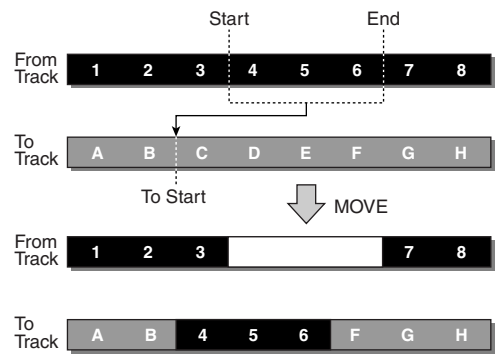 Start End
From Track 1 2 3 4 5 6 7 8
To Track A B C D E F G H
To Start
MOVE
From Track 1 2 3 7 8
To Track A B 4 5 6 F G H